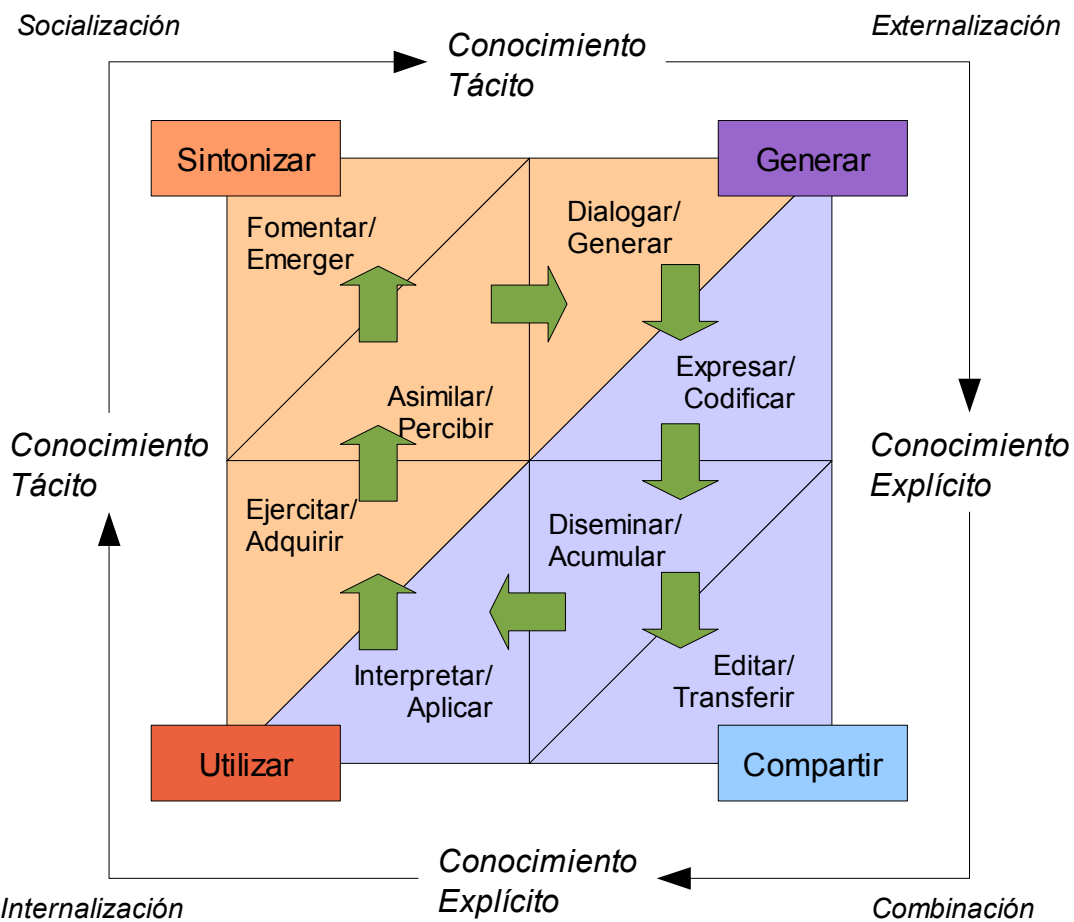 Socialización
Externalización
Conocimiento
Tácito
Sintonizar
Generar
Fomentar/
Emerger
Dialogar/
Generar
Asimilar/
Percibir
Expresar/
Codificar
Conocimiento
Tácito
Conocimiento
Explícito
Ejercitar/
Adquirir
Diseminar/
Acumular
Interpretar/
Aplicar
Editar/
Transferir
Utilizar
Compartir
Conocimiento
Explícito
Internalización
Combinación